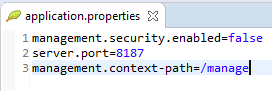 application.properties
1 management.security.enabled=false
2 server.port=8187
3 management.context-path=/manage